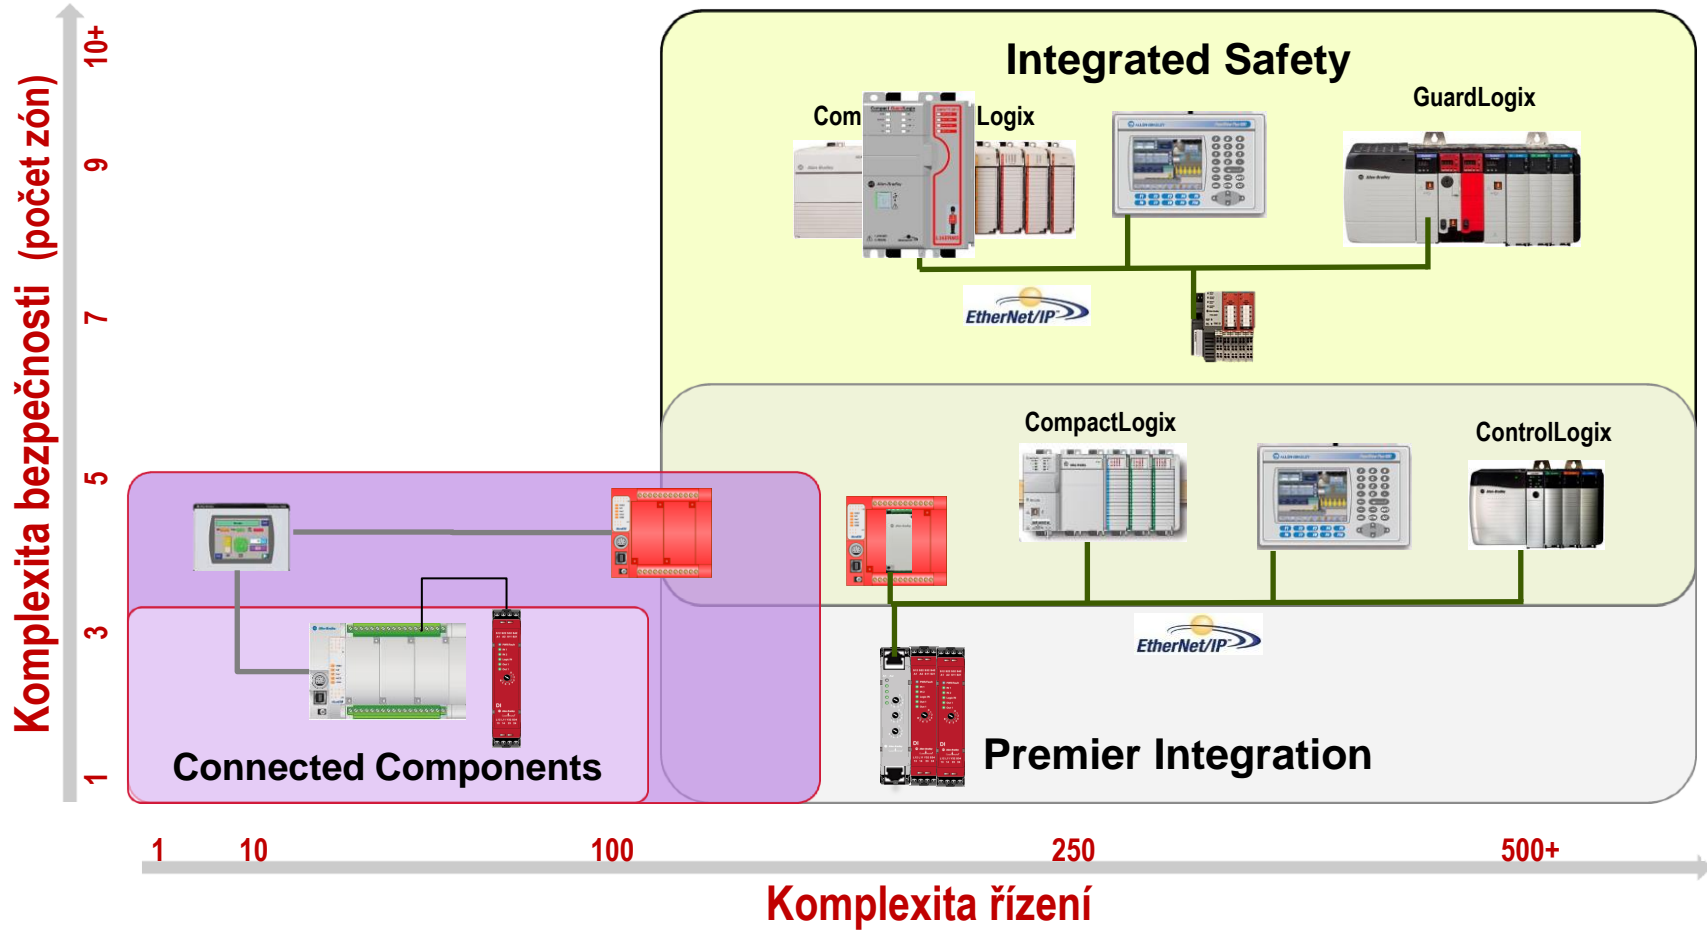 Integrated Safety
Com
Logix
GuardLogix
EtherNet/IP
CompactLogix
ControlLogix
EtherNet/IP
Connected Components
Premier Integration
Komplexita bezpečnosti (počet zón)
10+
9
7
5
3
1
1
10
100
250
500+
Komplexita řízení